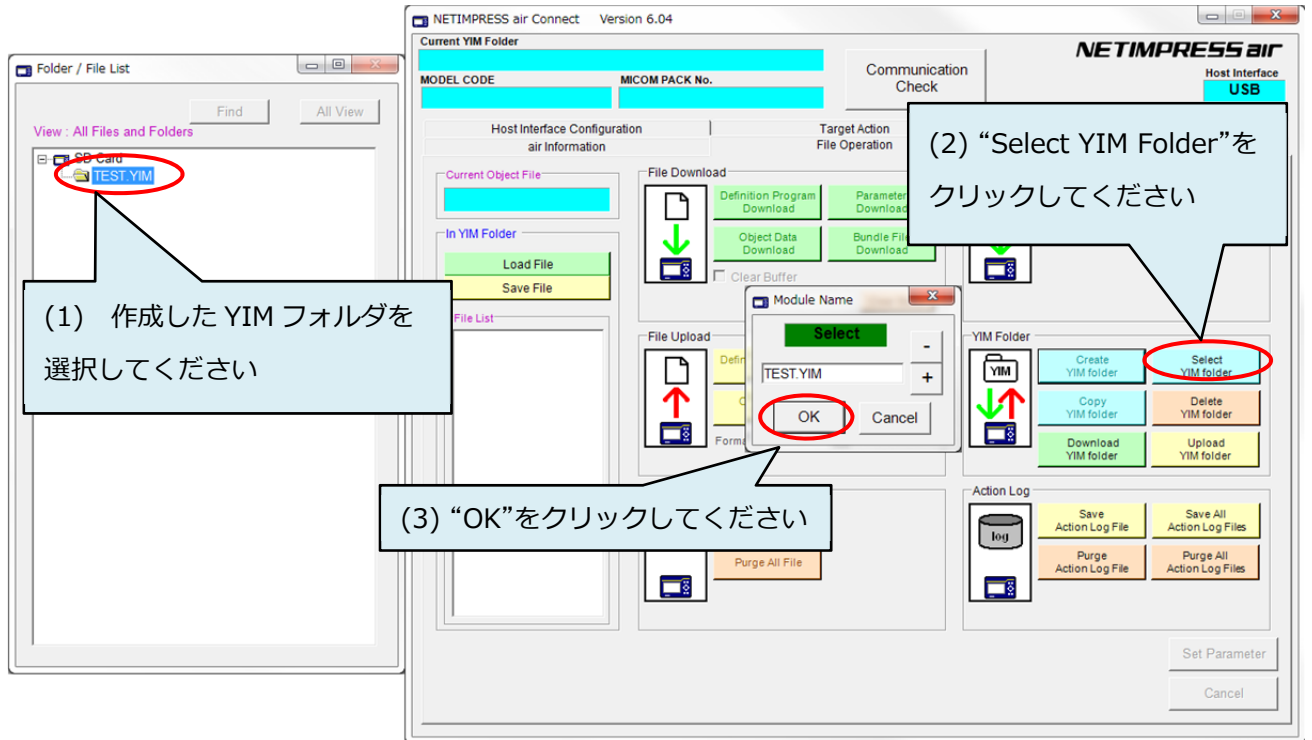 NETIMPRESS air Connect Version 6.04
Current YIM Folder
MODEL CODE
MICOM PACK No.
Communication
Check
NETIMPRESS air
Host Interface
USB
Host Interface Configuration
Target Action
air Information
File Operation
Folder / File List
Find
All View
View : All Files and Folders
SD Card
TEST.YIM
(1) 作成した YIM フォルダを
選択してください
(2) “Select YIM Folder”を
クリックしてください
Current Object File
In YIM Folder
Load File
Save File
File List
File Download
Definition Program
Download
Parameter
Download
Object Data
Download
Bundle File
Download
Clear Buffer
Module Name
Select
-
TEST.YIM
+
OK
Cancel
File Upload
YIM Folder
YIM
Create
YIM folder
Select
YIM folder
Copy
YIM folder
Delete
YIM folder
Download
YIM folder
Upload
YIM folder
(3) “OK”をクリックしてください
Purge All File
Action Log
log
Save
Action Log File
Save All
Action Log Files
Purge
Action Log File
Purge All
Action Log Files
Set Parameter
Cancel